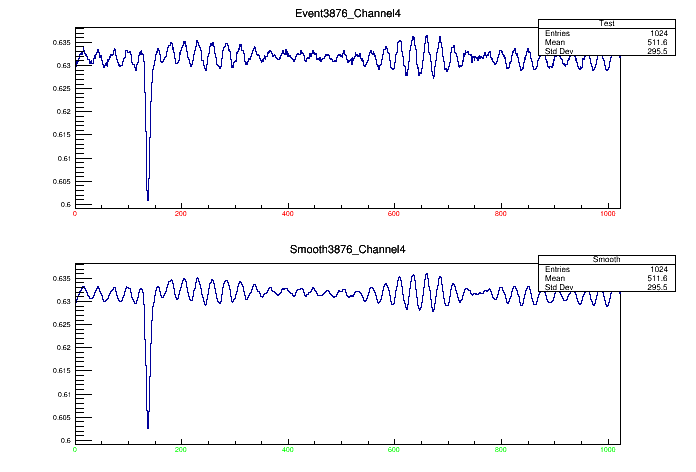 Event3876_Channel4
Test
Entries 1024
Mean 511.6
Std Dev 295.5
0.635
0.63
0.625
0.62
0.615
0.61
0.605
0.6
0 200 400 600 800 1000
Smooth3876_Channel4
Smooth
Entries 1024
Mean 511.6
Std Dev 295.5
0.635
0.63
0.625
0.62
0.615
0.61
0.605
0.6
0 200 400 600 800 1000